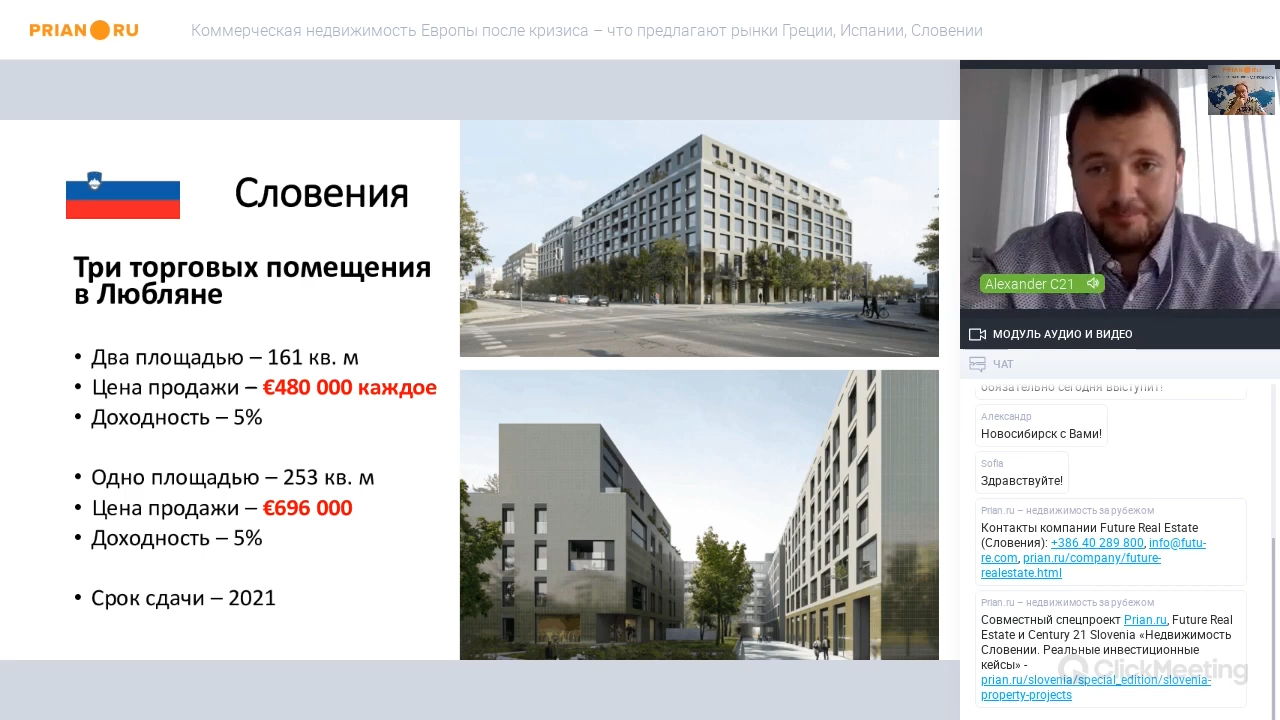 PRIAN RU
Коммерческая недвижимость Европы после кризиса – что предлагают рынки Греции, Испании, Словении
Словения
Три торговых помещения
в Любляне
• Два площадью – 161 кв. м
• Цена продажи – €480 000 каждое
• Доходность – 5%
• Одно площадью – 253 кв. м
• Цена продажи – €696 000
• Доходность – 5%
• Срок сдачи – 2021
Alexander C21
МОДУЛЬ АУДИО И ВИДЕО
ЧАТ
обязательно сегодня выступит!
Александр
Новосибирск с Вами!
Sofia
Здравствуйте!
Prian.ru – недвижимость за рубежом
Контакты компании Future Real Estate
(Словения): +386 40 289 800, info@futu-
re.com, prian.ru/company/future-
realestate.html
Prian.ru – недвижимость за рубежом
Совместный спецпроект Prian.ru, Future Real
Estate и Century 21 Slovenia «Недвижимость
Словении. Реальные инвестиционные
кейсы» -
prian.ru/slovenia/special_edition/slovenia-
property-projects
ClickMeeting